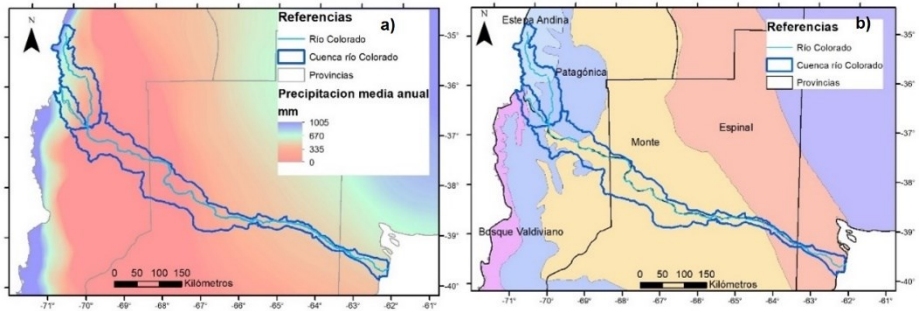 N
a)
Referencias
Río Colorado
Cuenca río Colorado
Provincias
Precipitacion media anual
mm
1005
670
335
0
-35°
-36°
-37°
-38°
-39°
-40°
0 50 100 150
Kilómetros
-71° -70° -69° -68° -67° -66° -65° -64° -63° -62° -61°
N
b)
Estepa Andina
Referencias
Río Colorado
Cuenca río Colorado
Provincias
Patagónica
Monte
Espinal
Bosque Valdiviano
-35°
-36°
-37°
-38°
-39°
-40°
0 50 100 150
Kilómetros
-71° -70° -69° -68° -67° -66° -65° -64° -63° -62° -61°